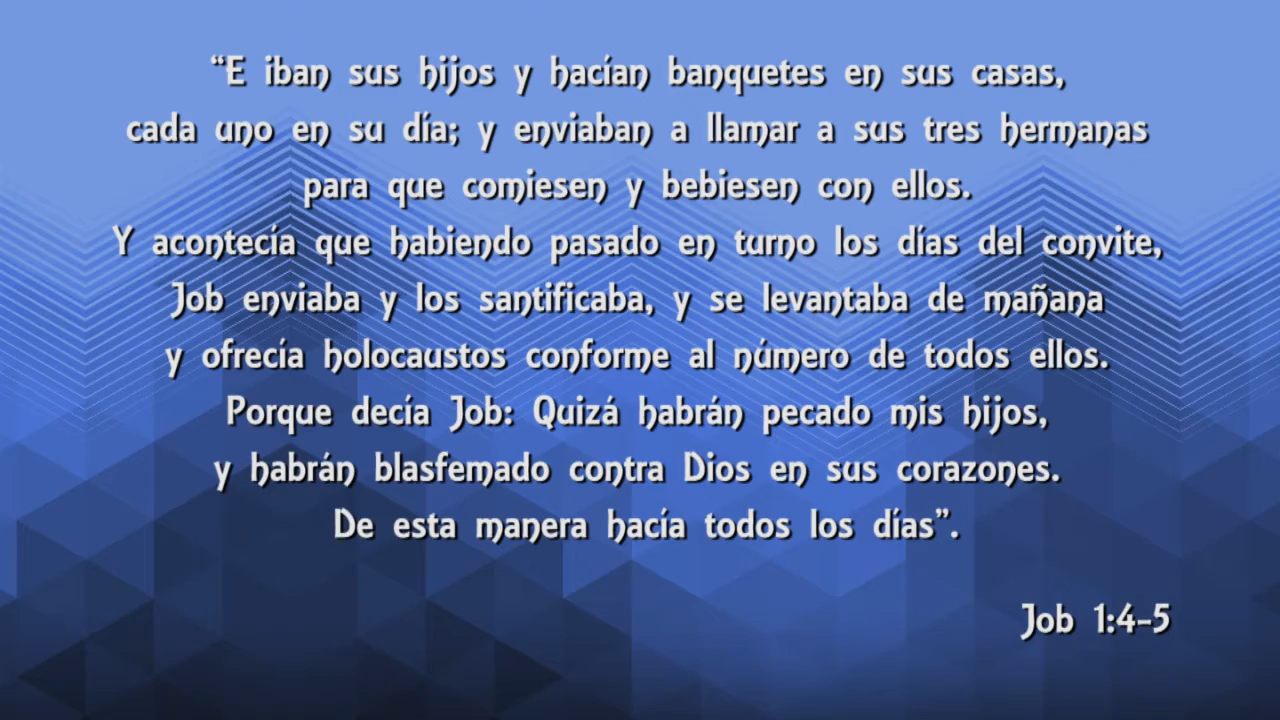 “E iban sus hijos y hacían banquetes en sus casas,
cada uno en su día; y enviaban a llamar a sus tres hermanas
para que comiesen y bebiesen con ellos.
Y acontecía que habiendo pasado en turno los días del convite,
Job enviaba y los santificaba, y se levantaba de mañana
y ofrecía holocaustos conforme al número de todos ellos.
Porque decía Job: Quizá habrán pecado mis hijos,
y habrán blasfemado contra Dios en sus corazones.
De esta manera hacía todos los días”.
Job 1:4-5